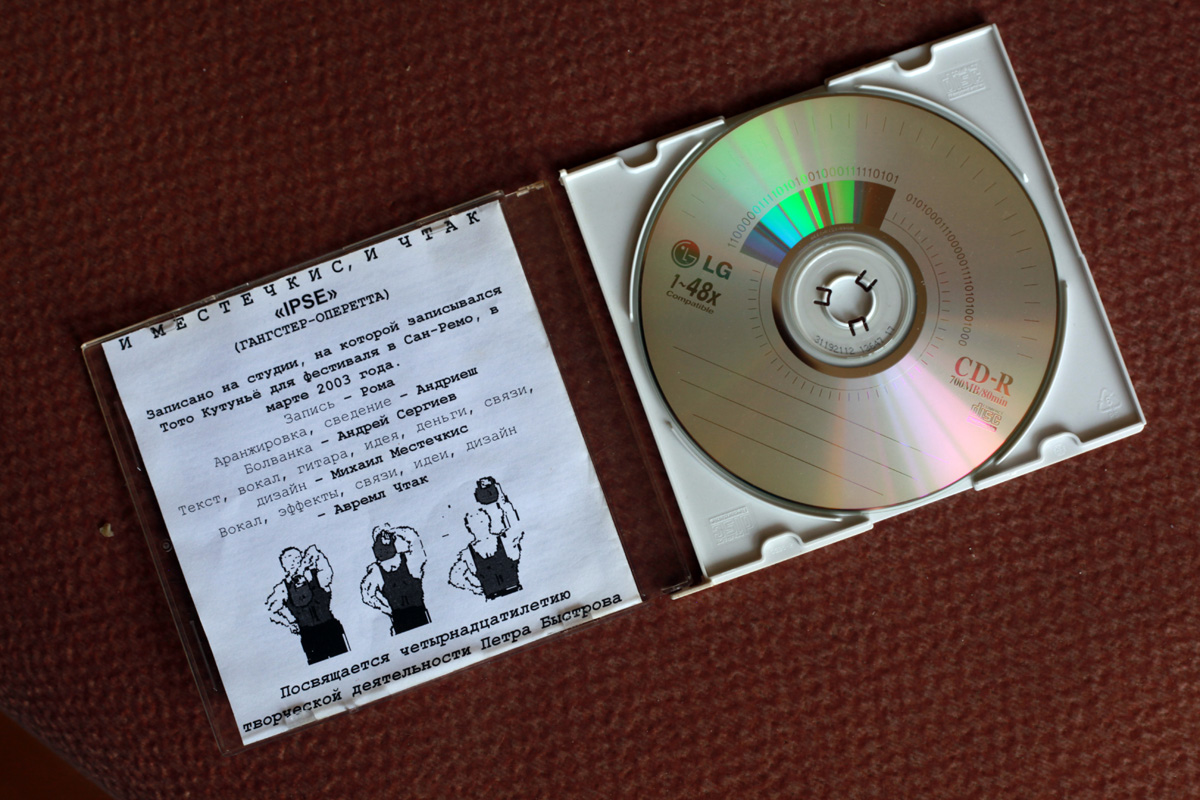 И МЕСТЕЧКИС, И ЧТАК
«IPSE»
(ГАНГСТЕР-ОПЕРЕТТА)
Записано на студии, на которой записывался
Тото Кутуньё для фестиваля в Сан-Ремо, в
марте 2003 года.
Запись – Рома
Аранжировка, сведение – Андриеш
Болванка – Андрей Сергиев
Текст, вокал, гитара, идея, деньги, связи,
дизайн – Михаил Местечкис
Вокал, эффекты, связи, идеи, дизайн
– Авремл Чтак
Посвящается четырнадцатилетию
творческой деятельности Петра Быстрова
LG
1~48x
Compatible
CD-R
700MB/80min
disc